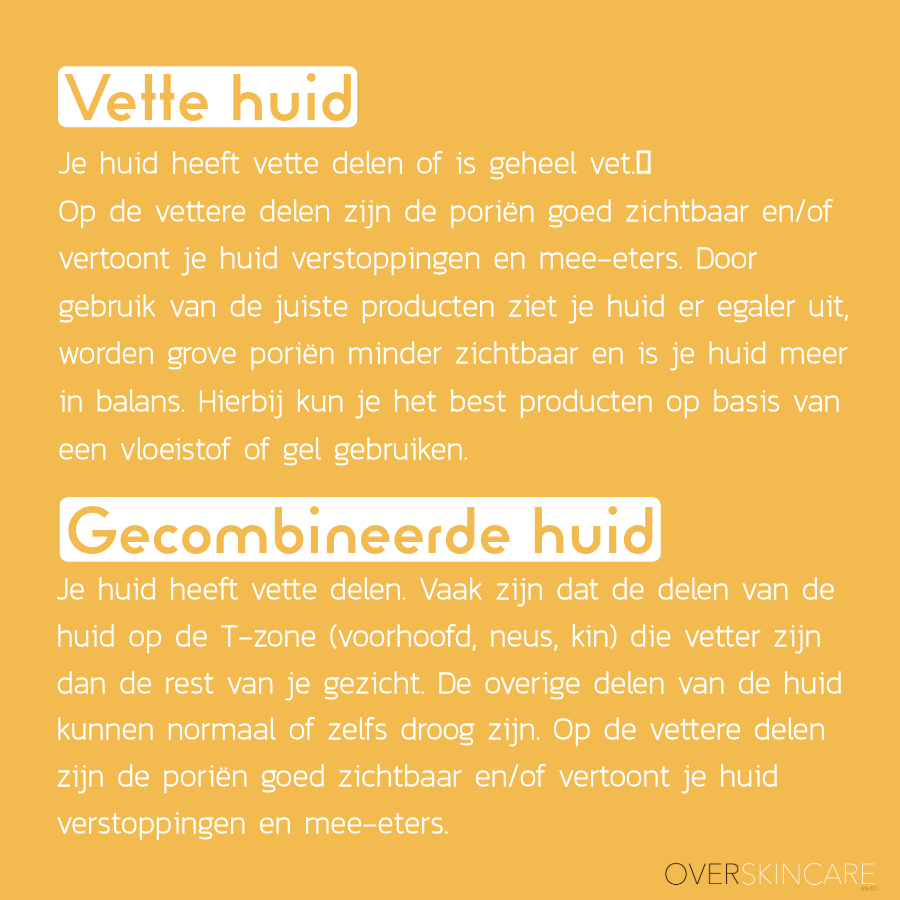 Vette huid
Je huid heeft vette delen of is geheel vet.
Op de vettere delen zijn de poriën goed zichtbaar en/of
vertoont je huid verstoppingen en mee-eters. Door
gebruik van de juiste producten ziet je huid er egaler uit,
worden grove poriën minder zichtbaar en is je huid meer
in balans. Hierbij kun je het best producten op basis van
een vloeistof of gel gebruiken.
Gecombineerde huid
Je huid heeft vette delen. Vaak zijn dat de delen van de
huid op de T-zone (voorhoofd, neus, kin) die vetter zijn
dan de rest van je gezicht. De overige delen van de huid
kunnen normaal of zelfs droog zijn. Op de vettere delen
zijn de poriën goed zichtbaar en/of vertoont je huid
verstoppingen en mee-eters.
OVERSKINCARE